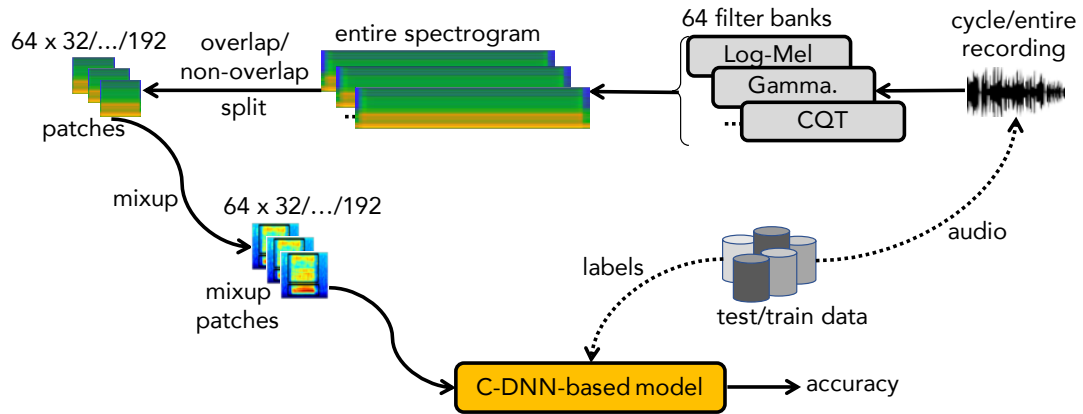 64 x 32/.../192
overlap/
non-overlap
split
patches
entire spectrogram
64 filter banks
Log-Mel
Gamma.
CQT
cycle/entire
recording
mixup
64 x 32/.../192
mixup
patches
labels
audio
test/train data
C-DNN-based model
accuracy